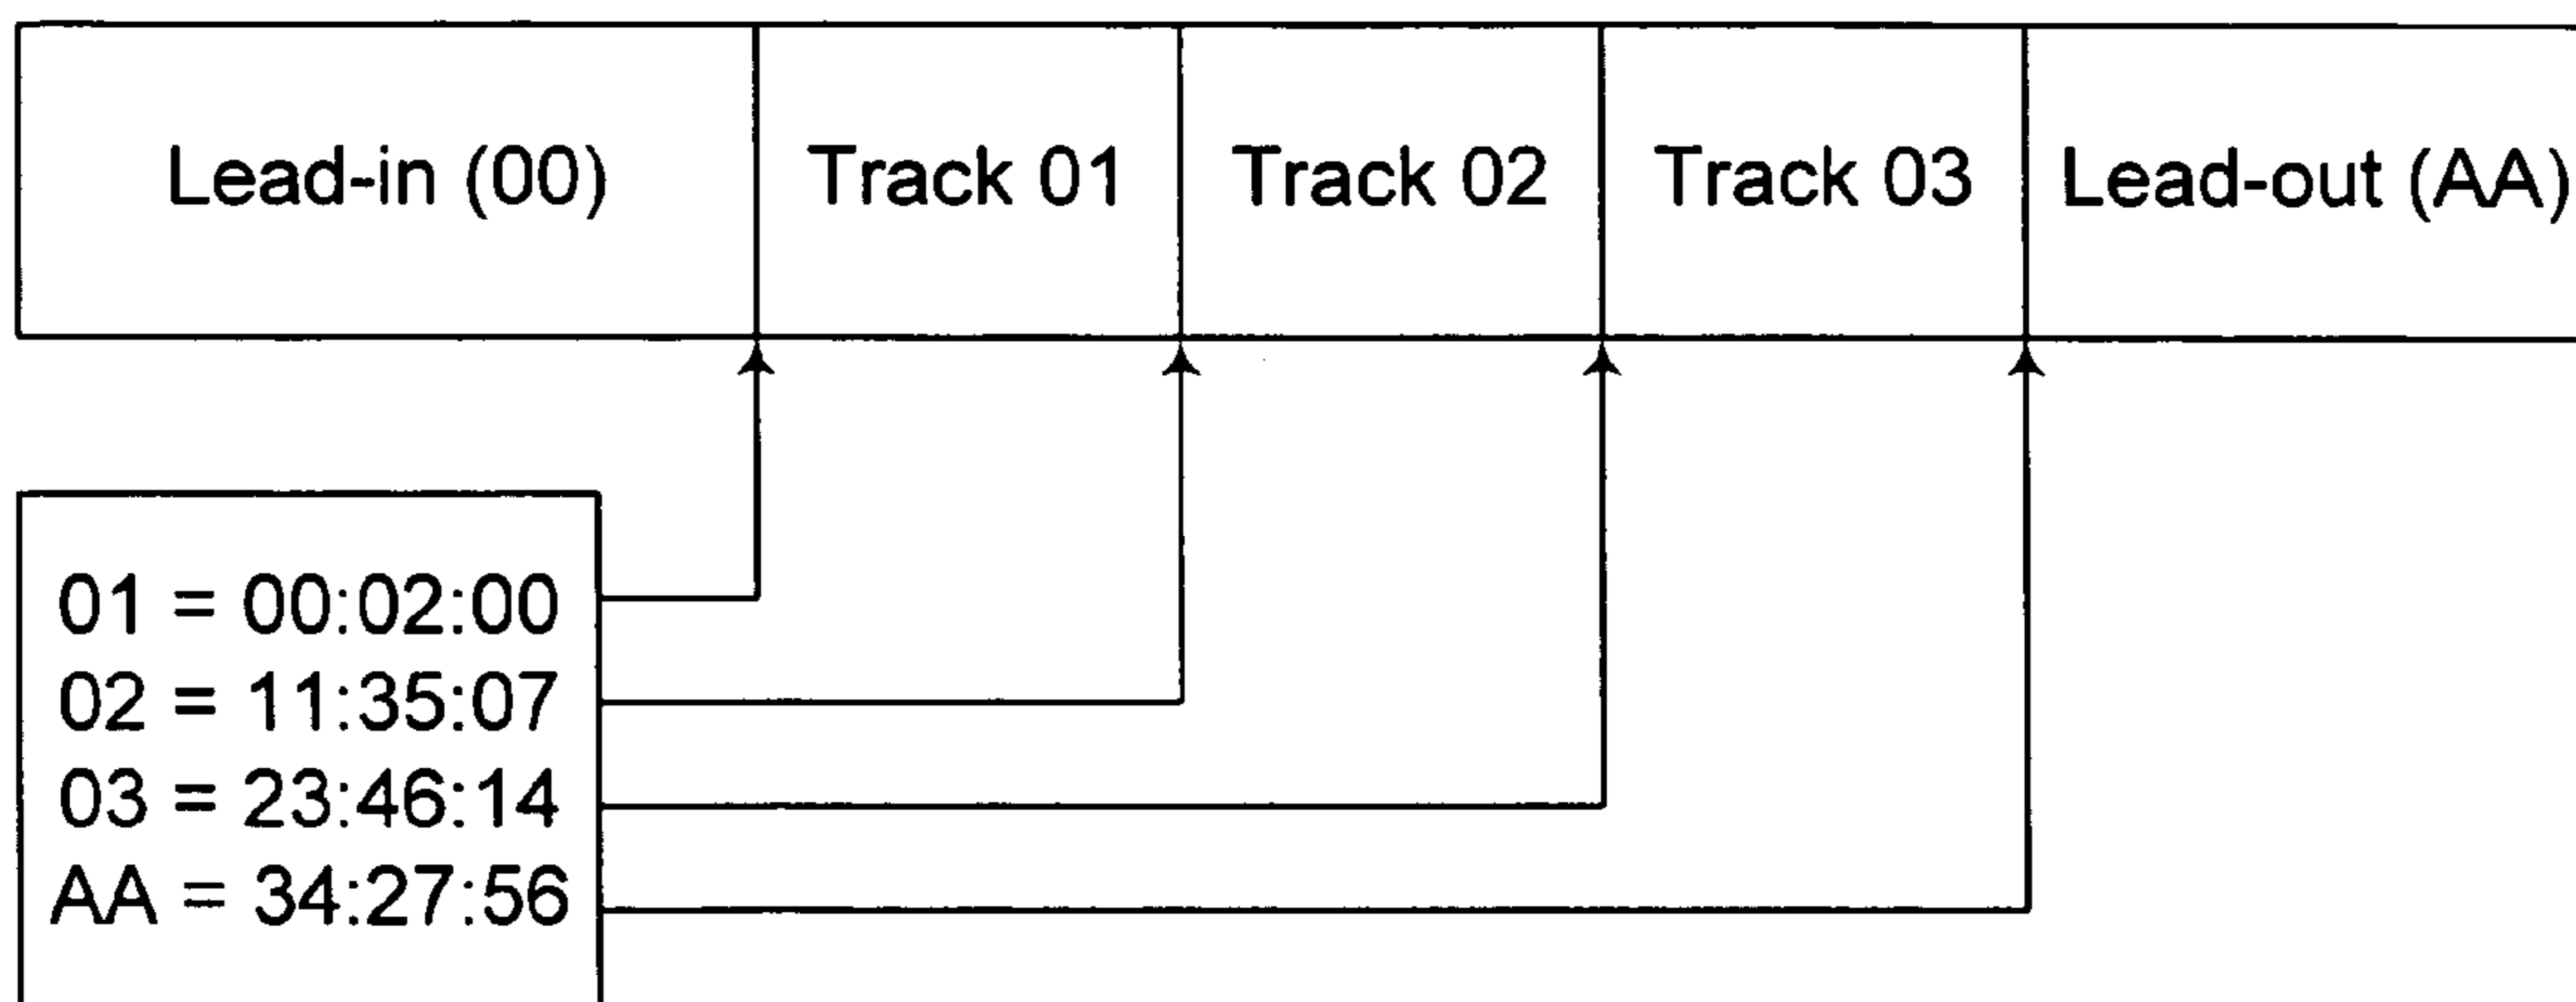 Lead-in (00) Track 01 Track 02 Track 03 Lead-out (AA)
01 = 00:02:00
02 = 11:35:07
03 = 23:46:14
AA = 34:27:56